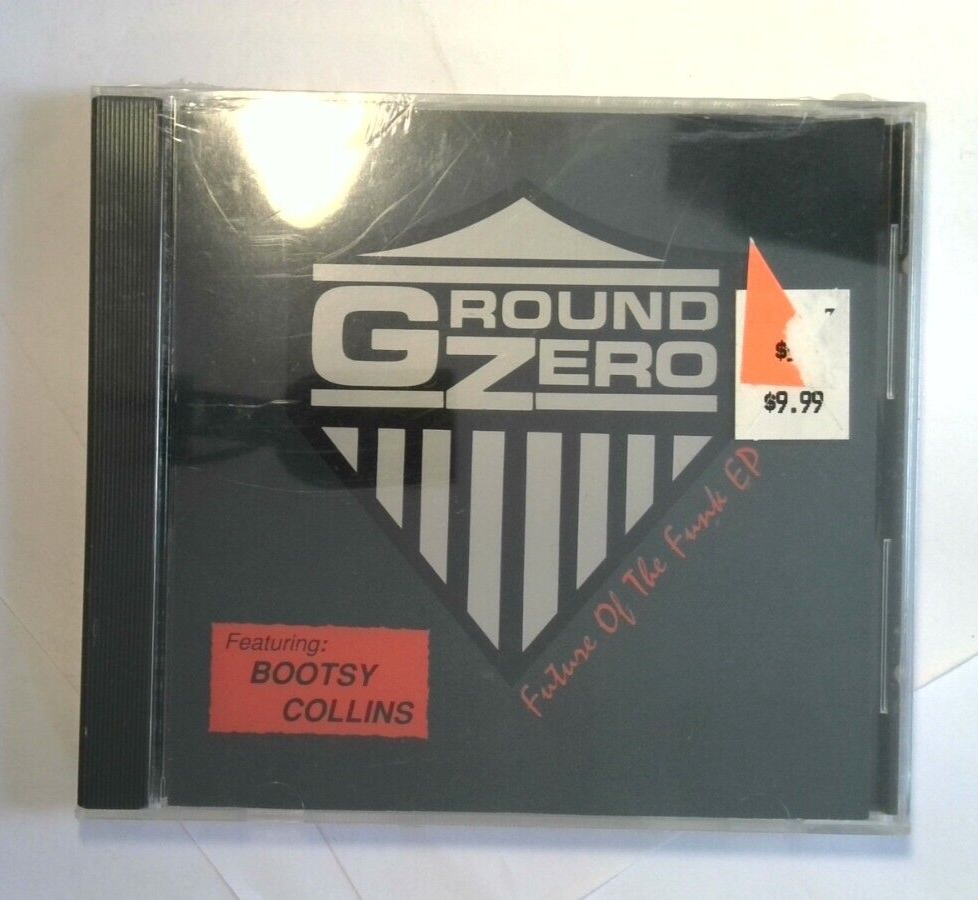 GROUND
ZERO
$9.99
Future Of The Funk EP
Featuring:
BOOTSY
COLLINS